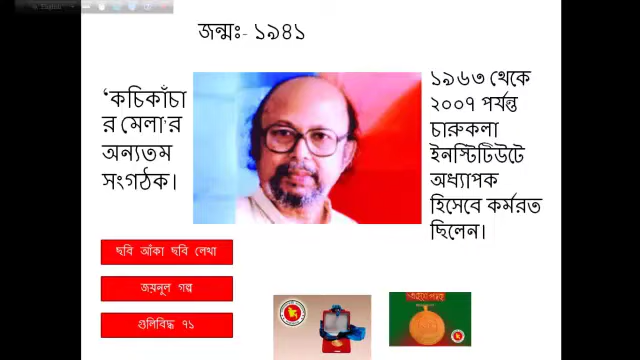 English
জন্মঃ- ১৯৪১
‘কচিকাঁচা
র মেলা'র
অন্যতম
সংগঠক।
১৯৬৩ থেকে
২০০৭ পর্যন্ত
চারুকলা
ইনস্টিটিউটে
অধ্যাপক
হিসেবে কর্মরত
ছিলেন।
ছবি আঁকা ছবি লেখা
জয়নুল গল্প
গুলিবিদ্ধ ৭১